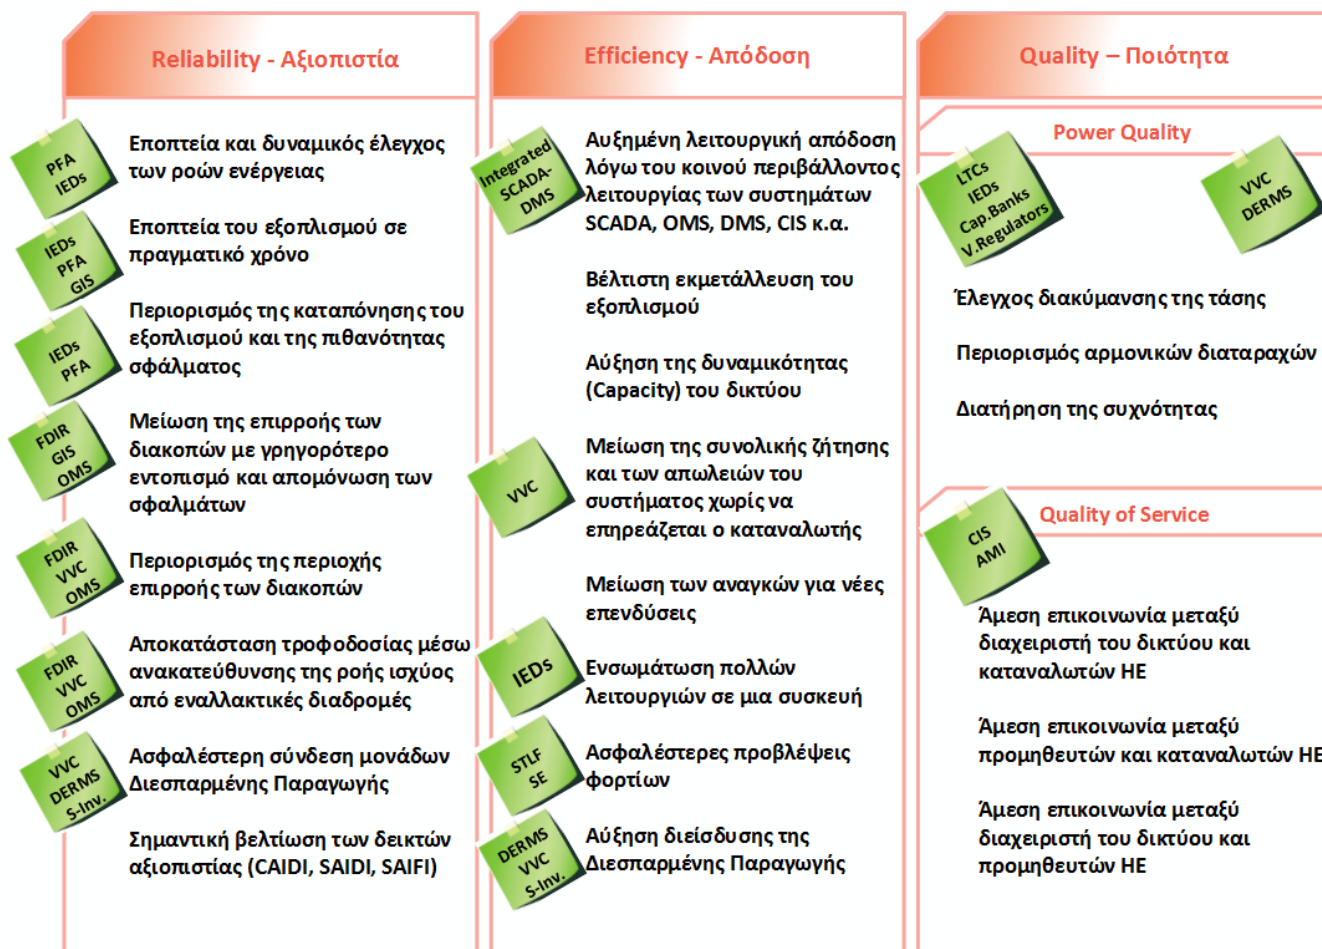 Reliability - Αξιοπιστία
PFA
IEDs
Εποπτεία και δυναμικός έλεγχος
των ροών ενέργειας
IEDs
PFA
GIS
Εποπτεία του εξοπλισμού σε
πραγματικό χρόνο
IEDs
PFA
Περιορισμός της καταπόνησης του
εξοπλισμού και της πιθανότητας
σφάλματος
FDIR
GIS
OMS
Μείωση της επιρροής των
διακοπών με γρηγορότερο
εντοπισμό και απομόνωση των
σφαλμάτων
FDIR
VVC
OMS
Περιορισμός της περιοχής
επιρροής των διακοπών
FDIR
VVC
OMS
Αποκατάσταση τροφοδοσίας μέσω
ανακατεύθυνσης της ροής ισχύος
από εναλλακτικές διαδρομές
VVC
DERMS
S-Inv.
Ασφαλέστερη σύνδεση μονάδων
Διεσπαρμένης Παραγωγής
Σημαντική βελτίωση των δεικτών
αξιοπιστίας (CAIDI, SAIDI, SAIFI)
Efficiency - Απόδοση
Integrated
SCADA-
DMS
Αυξημένη λειτουργική απόδοση
λόγω του κοινού περιβάλλοντος
λειτουργίας των συστημάτων
SCADA, OMS, DMS, CIS κ.α.
Βέλτιστη εκμετάλλευση του
εξοπλισμού
Αύξηση της δυναμικότητας
(Capacity) του δικτύου
VVC
Μείωση της συνολικής ζήτησης
και των απωλειών του
συστήματος χωρίς να
επηρεάζεται ο καταναλωτής
Μείωση των αναγκών για νέες
επενδύσεις
IEDs
Ενσωμάτωση πολλών
λειτουργιών σε μια συσκευή
STLF
SE
Ασφαλέστερες προβλέψεις
φορτίων
DERMS
VVC
S-Inv.
Αύξηση διείσδυσης της
Διεσπαρμένης Παραγωγής
Quality – Ποιότητα
Power Quality
LTCs
IEDs
Cap.Banks
V.Regulators
VVC
DERMS
Έλεγχος διακύμανσης της τάσης
Περιορισμός αρμονικών διαταραχών
Διατήρηση της συχνότητας
Quality of Service
CIS
AMI
Άμεση επικοινωνία μεταξύ
διαχειριστή του δικτύου και
καταναλωτών ΗΕ
Άμεση επικοινωνία μεταξύ
προμηθευτών και καταναλωτών ΗΕ
Άμεση επικοινωνία μεταξύ
διαχειριστή του δικτύου και
προμηθευτών ΗΕ